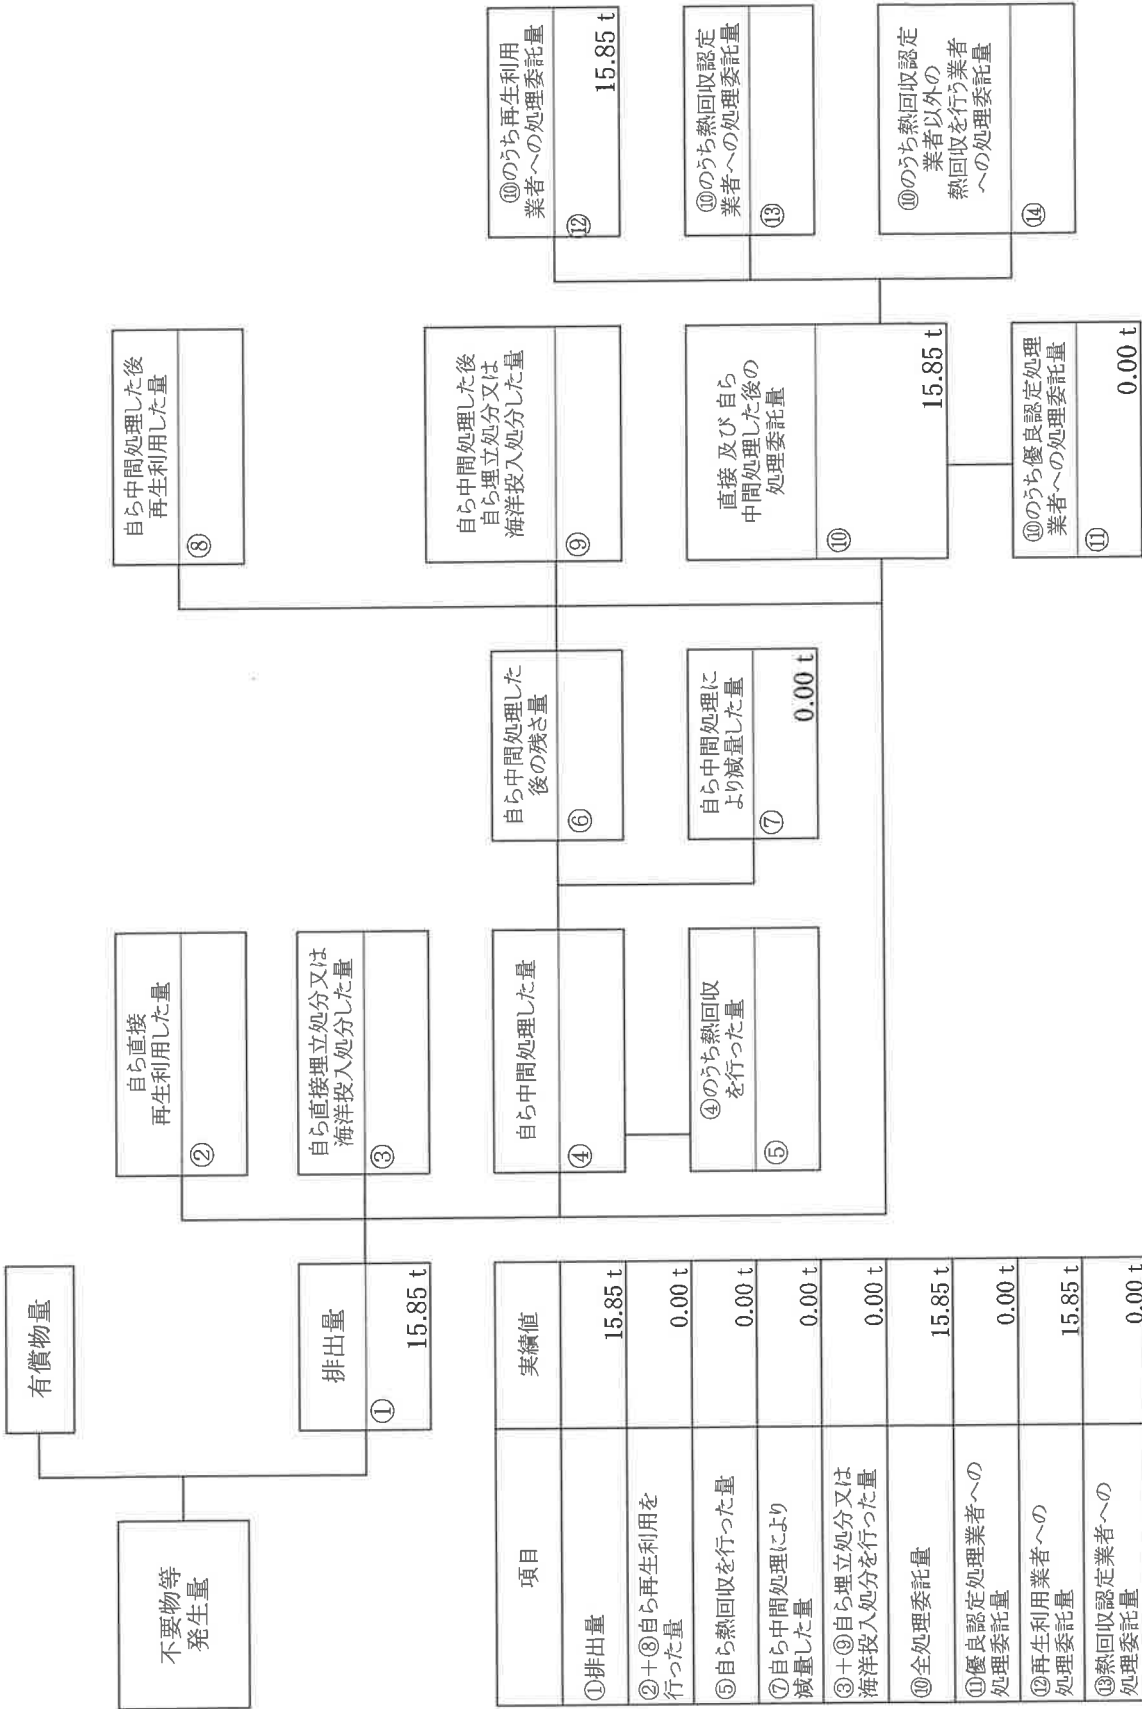 不要物等
発生量
有償物量
排出量
①
15.85 t
自ら直接
再生利用した量
②
自ら直接埋立処分又は
海洋投入処分した量
③
自ら中間処理した量
④
④のうち熱回収
を行った量
⑤
自ら中間処理した
後の残さ量
⑥
自ら中間処理に
より減量した量
⑦
0.00 t
自ら中間処理した後
再生利用した量
⑧
自ら中間処理した後
自ら埋立処分又は
海洋投入処分した量
⑨
直接 及び 自ら
中間処理した後の
処理委託量
⑩
15.85 t
⑩のうち優良認定処理
業者への処理委託量
⑪
0.00 t
⑩のうち再生利用
業者への処理委託量
⑫
15.85 t
⑩のうち熱回収認定
業者への処理委託量
⑬
⑩のうち熱回収認定
業者以外の
熱回収を行う業者
への処理委託量
⑭
項目
実績値
①排出量
15.85 t
②+⑧自ら再生利用を
行った量
0.00 t
⑤自ら熱回収を行った量
0.00 t
⑦自ら中間処理により
減量した量
0.00 t
③+⑨自ら埋立処分又は
海洋投入処分を行った量
0.00 t
⑩全処理委託量
15.85 t
⑪優良認定処理業者への
処理委託量
0.00 t
⑫再生利用業者への
処理委託量
15.85 t
⑬熱回収認定業者への
処理委託量
0.00 t